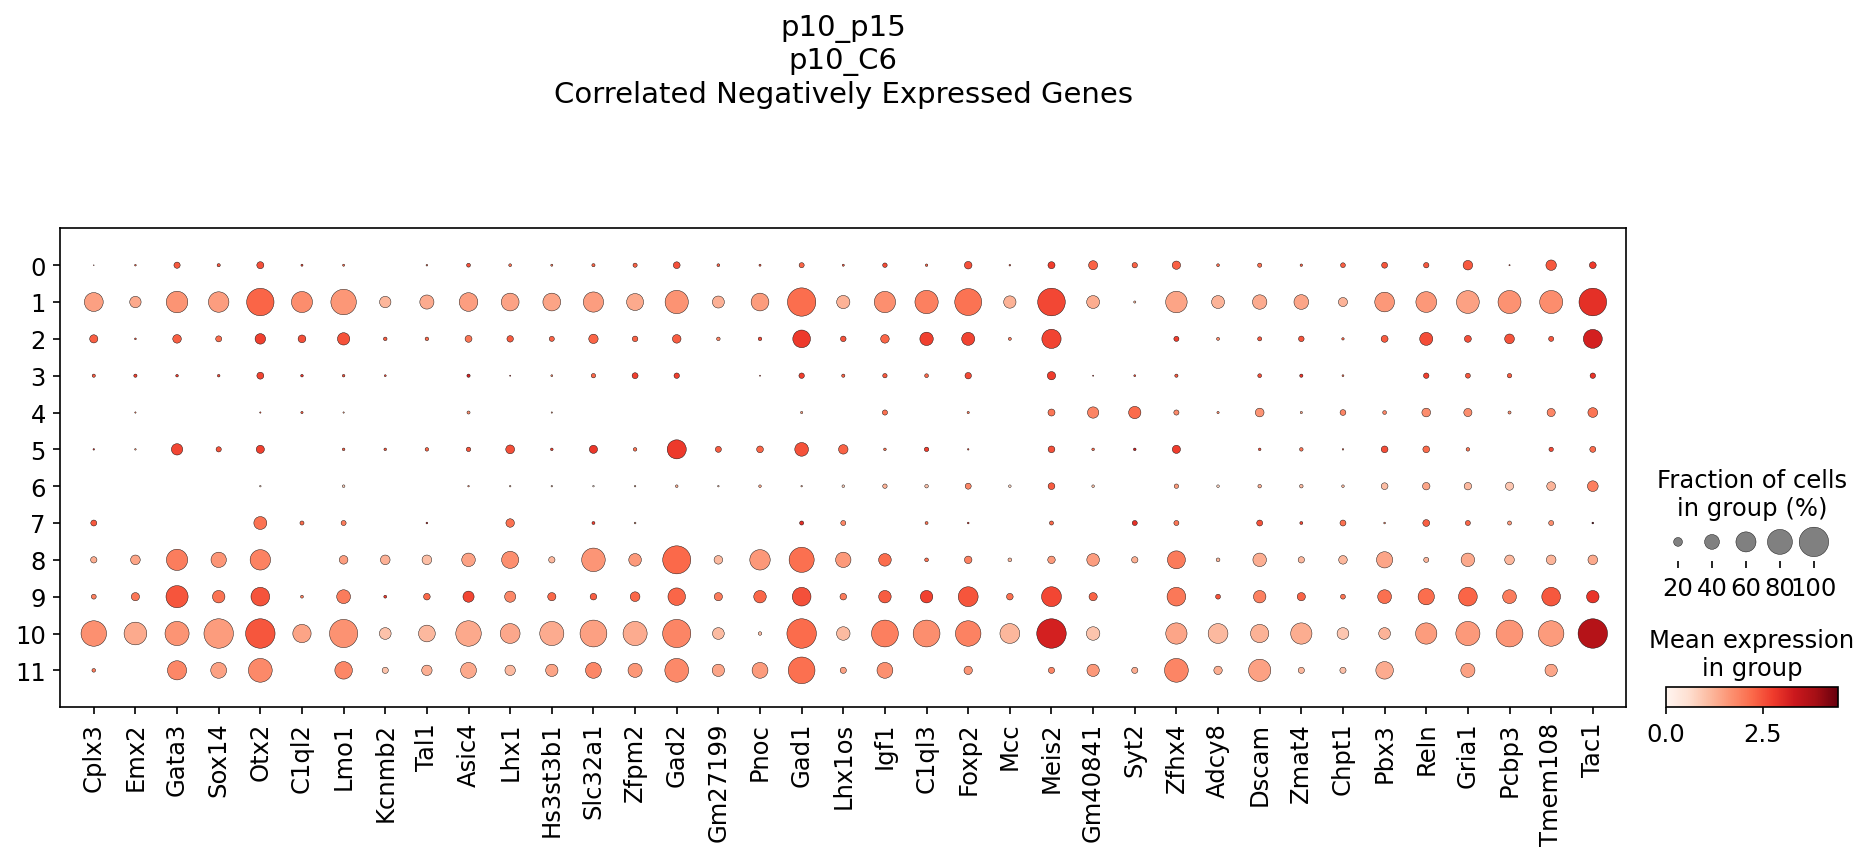 p10_p15
p10_C6
Correlated Negatively Expressed Genes
0
1
2
3
4
5
6
7
8
9
10
11
Cplx3 Emx2 Gata3 Sox14 Otx2 C1ql2 Lmo1 Kcnmb2 Tal1 Asic4 Lhx1 Hs3st3b1 Slc32a1 Zfpm2 Gad2 Gm27199 Pnoc Gad1 Lhx1os Igf1 C1ql3 Foxp2 Mcc Meis2 Gm40841 Syt2 Zfhx4 Adcy8 Dscam Zmat4 Chpt1 Pbx3 Reln Gria1 Pcbp3 Tmem108 Tac1
Fraction of cells
in group (%)
20 40 60 80 100
Mean expression
in group
0.0 2.5